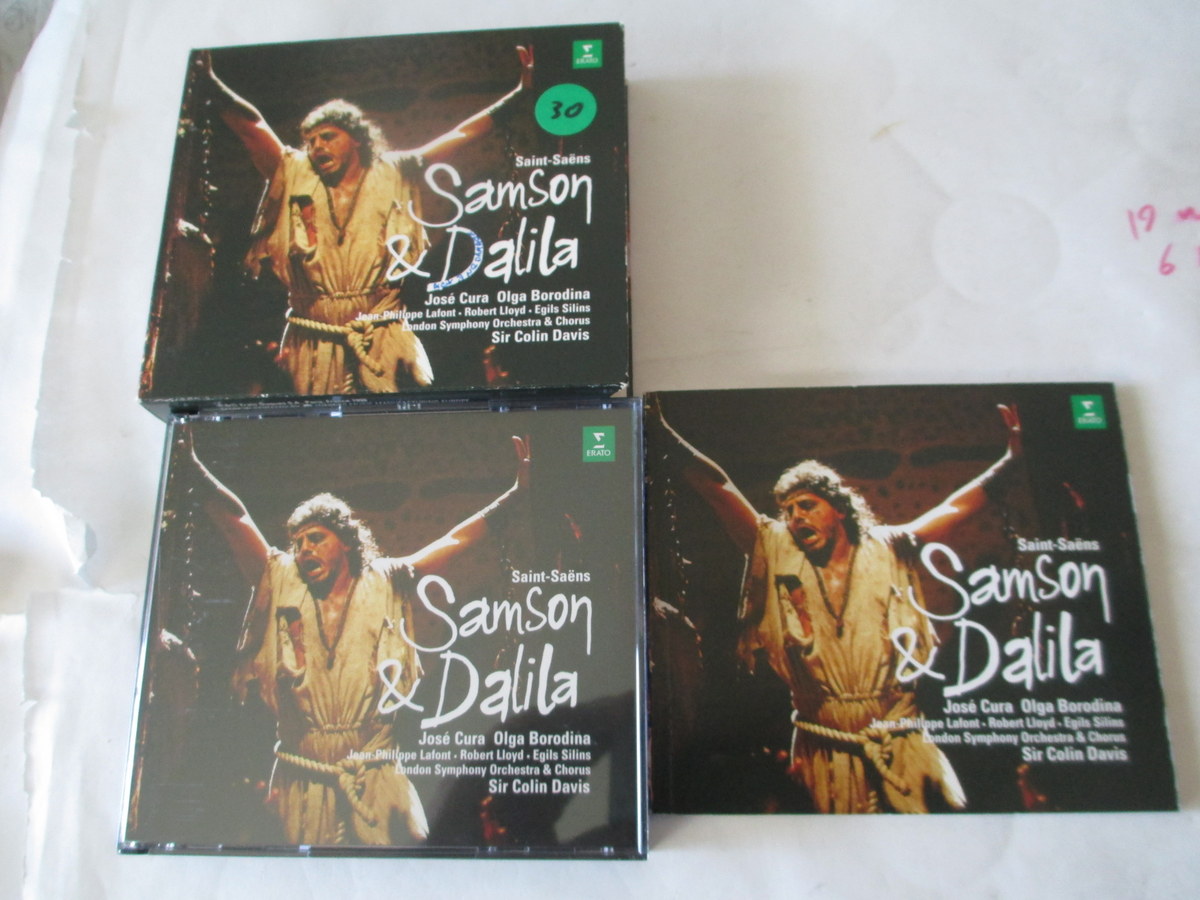 ERATO
30
Saint-Saëns
Samson
& Dalila
José Cura Olga Borodina
Jean-Philippe Lafont • Robert Lloyd • Egils Silins
London Symphony Orchestra & Chorus
Sir Colin Davis
ERATO
Saint-Saëns
Samson
& Dalila
José Cura Olga Borodina
Jean-Philippe Lafont • Robert Lloyd • Egils Silins
London Symphony Orchestra & Chorus
Sir Colin Davis
ERATO
Saint-Saëns
Samson
& Dalila
José Cura Olga Borodina
Jean-Philippe Lafont • Robert Lloyd • Egils Silins
London Symphony Orchestra & Chorus
Sir Colin Davis
19
6